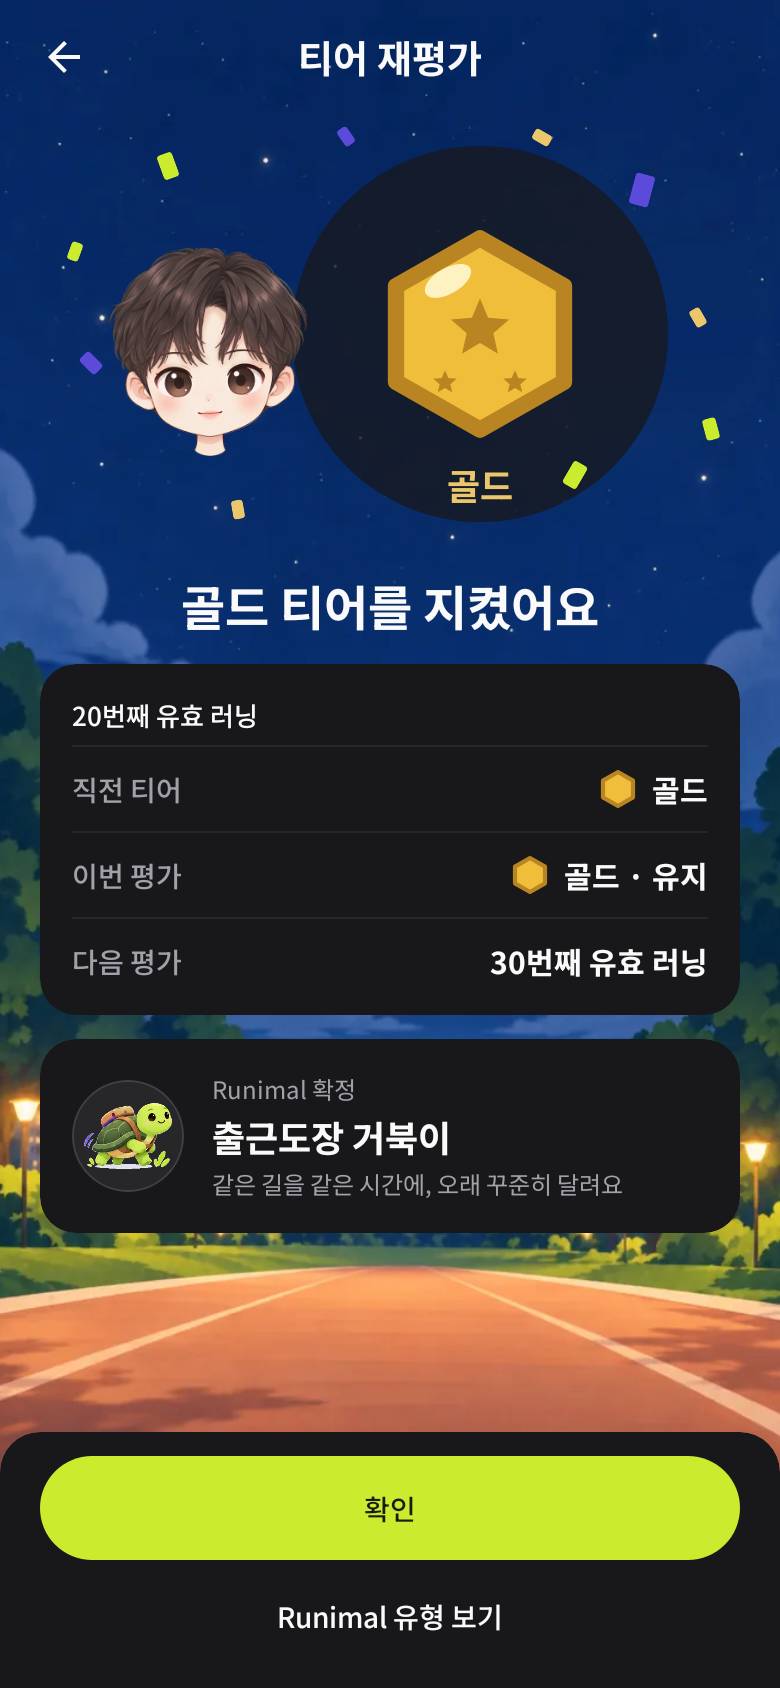 티어 재평가
골드
골드 티어를 지켰어요
20번째 유효 러닝
직전 티어 골드
이번 평가 골드 · 유지
다음 평가 30번째 유효 러닝
Runimal 확정
출근도장 거북이
같은 길을 같은 시간에, 오래 꾸준히 달려요
확인
Runimal 유형 보기